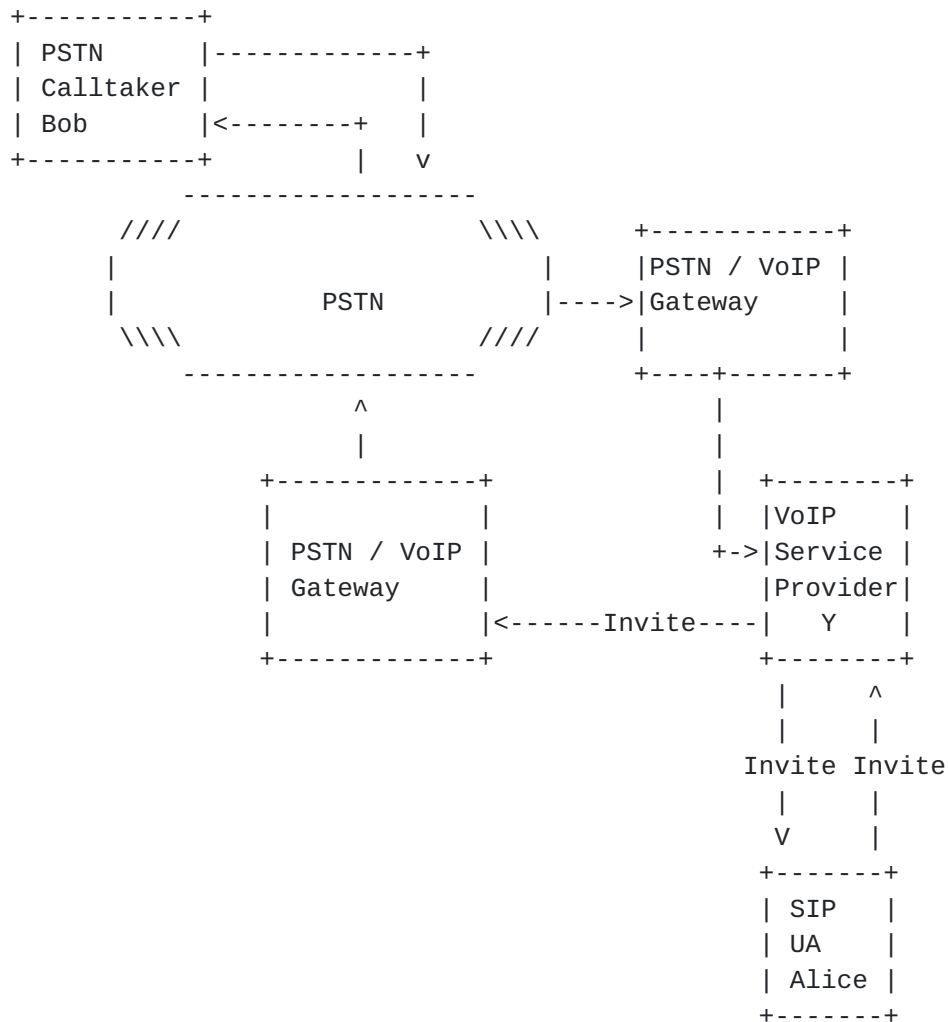 PSTN
Calltaker
Bob
PSTN / VoIP
PSTN
Gateway
VoIP
PSTN / VoIP
Service
Gateway
Provider
Invite
Y
Invite Invite
SIP
UA
Alice